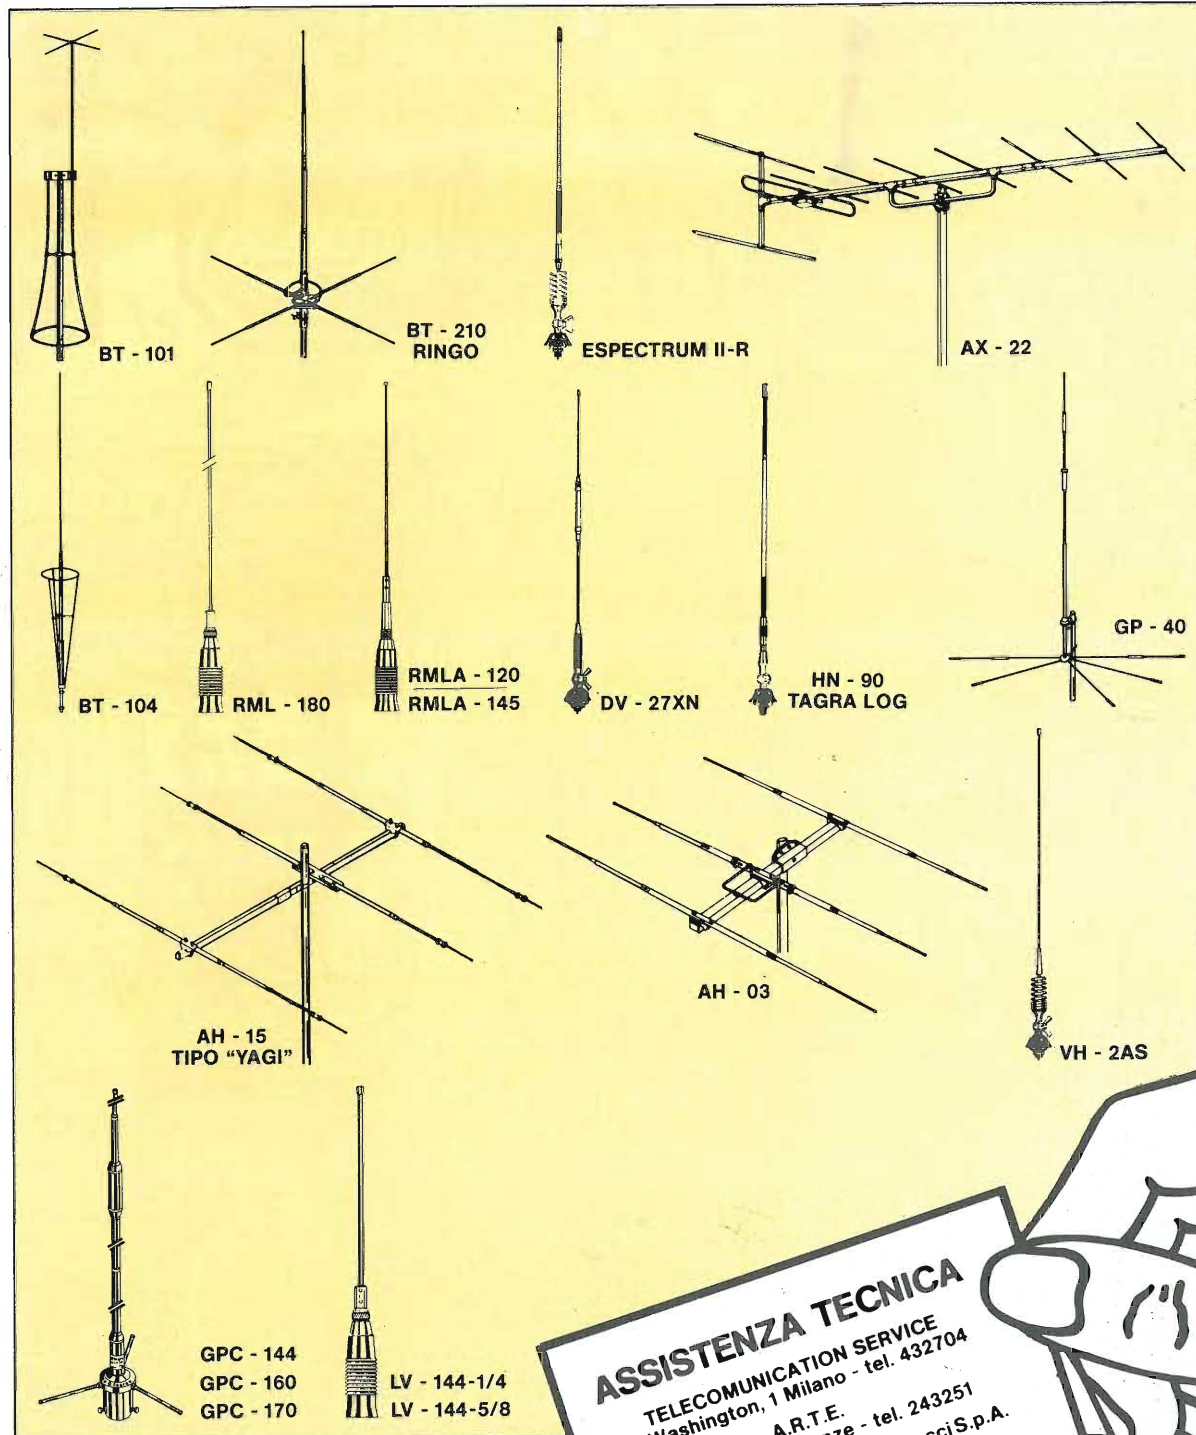 BT - 101
BT - 210
RINGO
ESPECTRUM II-R
AX - 22
BT - 104
RML - 180
RMLA - 120
RMLA - 145
DV - 27XN
HN - 90
TAGRA LOG
GP - 40
AH - 15
TIPO “YAGI”
AH - 03
VH - 2AS
GPC - 144
GPC - 160
GPC - 170
LV - 144-1/4
LV - 144-5/8
ASSISTENZA TECNICA
TELECOMUNICATION SERVICE
Washington, 1 Milano - tel. 432704
A.R.T.E.
- tel. 243251
S.p.A.